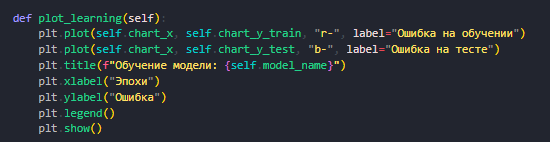 def plot_learning(self):
    plt.plot(self.chart_x, self.chart_y_train, "r-", label="Ошибка на обучении")
    plt.plot(self.chart_x, self.chart_y_test, "b-", label="Ошибка на тесте")
    plt.title(f"Обучение модели: {self.model_name}")
    plt.xlabel("Эпохи")
    plt.ylabel("Ошибка")
    plt.legend()
    plt.show()